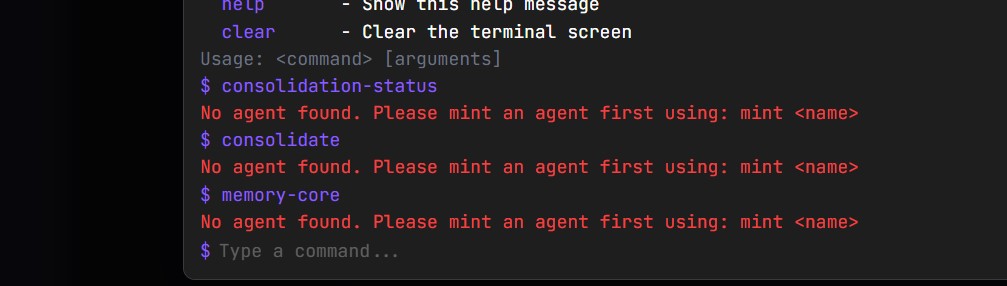 help - Show this help message
clear - Clear the terminal screen
Usage: <command> [arguments]
$ consolidation-status
No agent found. Please mint an agent first using: mint <name>
$ consolidate
No agent found. Please mint an agent first using: mint <name>
$ memory-core
No agent found. Please mint an agent first using: mint <name>
$ Type a command...